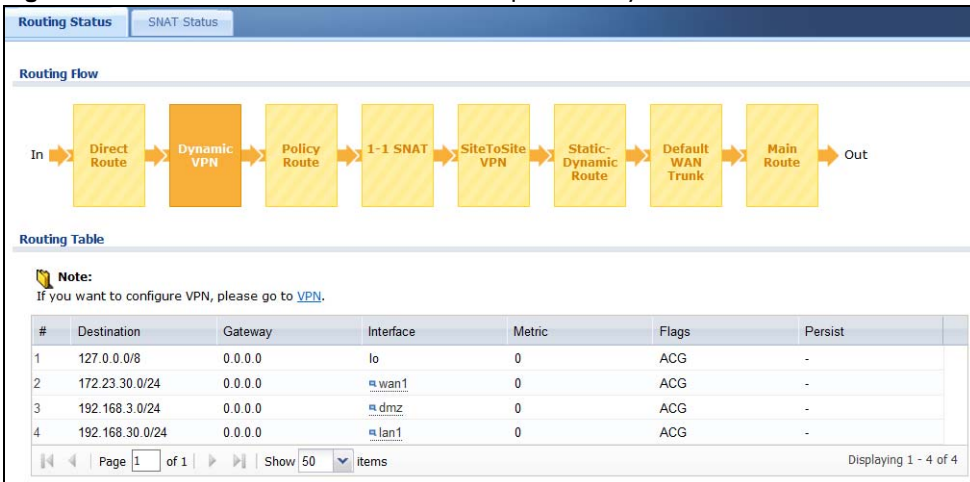 Routing Status SNAT Status
Routing Flow
In Direct Route Dynamic VPN Policy Route 1-1 SNAT SiteToSite VPN Static-Dynamic Route Default WAN Trunk Main Route Out
Routing Table
Note:
If you want to configure VPN, please go to VPN.
# Destination Gateway Interface Metric Flags Persist
1 127.0.0.0/8 0.0.0.0 lo 0 ACG -
2 172.23.30.0/24 0.0.0.0 wan1 0 ACG -
3 192.168.3.0/24 0.0.0.0 dmz 0 ACG -
4 192.168.30.0/24 0.0.0.0 lan1 0 ACG -
Page 1 of 1 Show 50 items Displaying 1 - 4 of 4